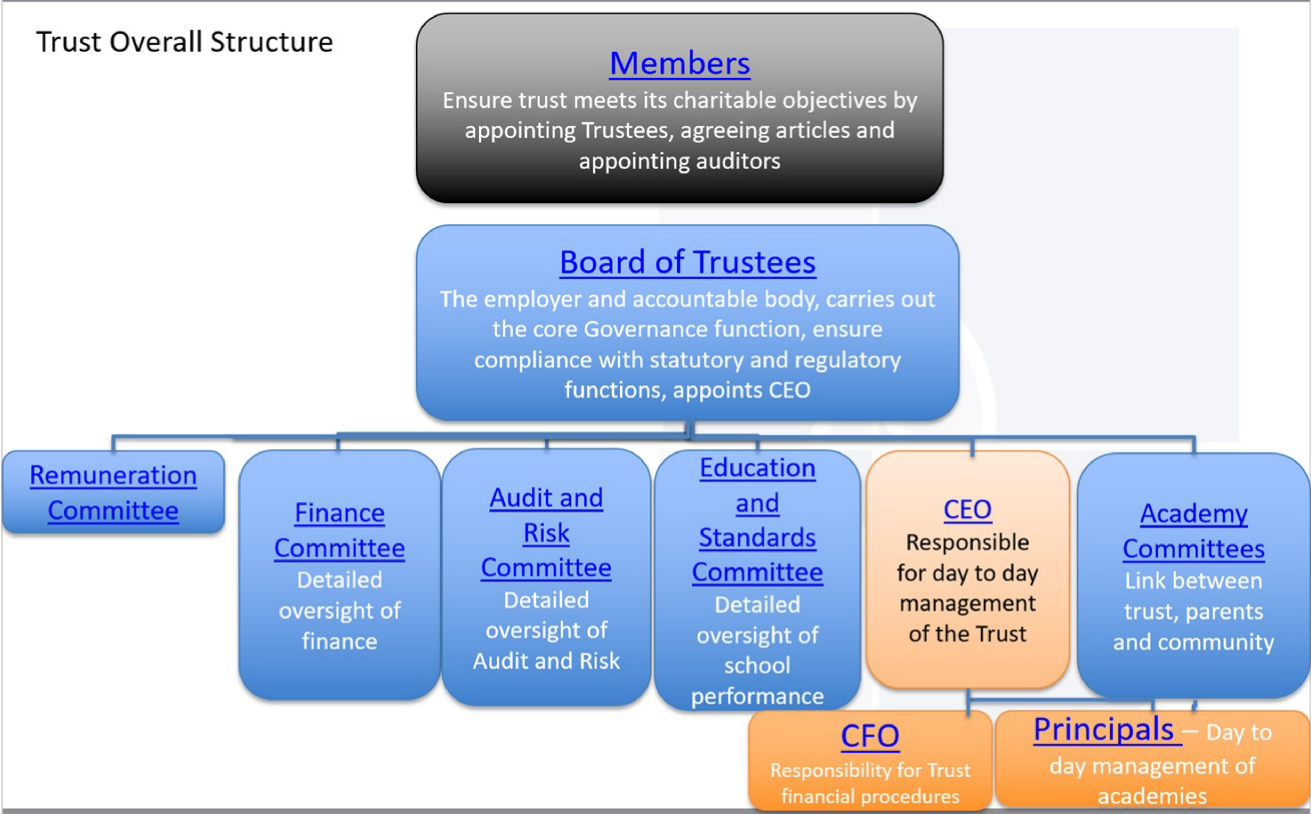 Trust Overall Structure
Members
Ensure trust meets its charitable objectives by
appointing Trustees, agreeing articles and
appointing auditors
Board of Trustees
The employer and accountable body, carries out
the core Governance function, ensure
compliance with statutory and regulatory
functions, appoints CEO
Remuneration
Committee
Finance
Committee
Detailed
oversight of
finance
Audit and
Risk
Committee
Detailed
oversight of
Audit and Risk
Education
and
Standards
Committee
Detailed
oversight of
school
performance
CEO
Responsible
for day to day
management
of the Trust
Academy
Committees
Link between
trust, parents
and community
CFO
Responsibility for Trust
financial procedures
Principals – Day to
day management of
academies